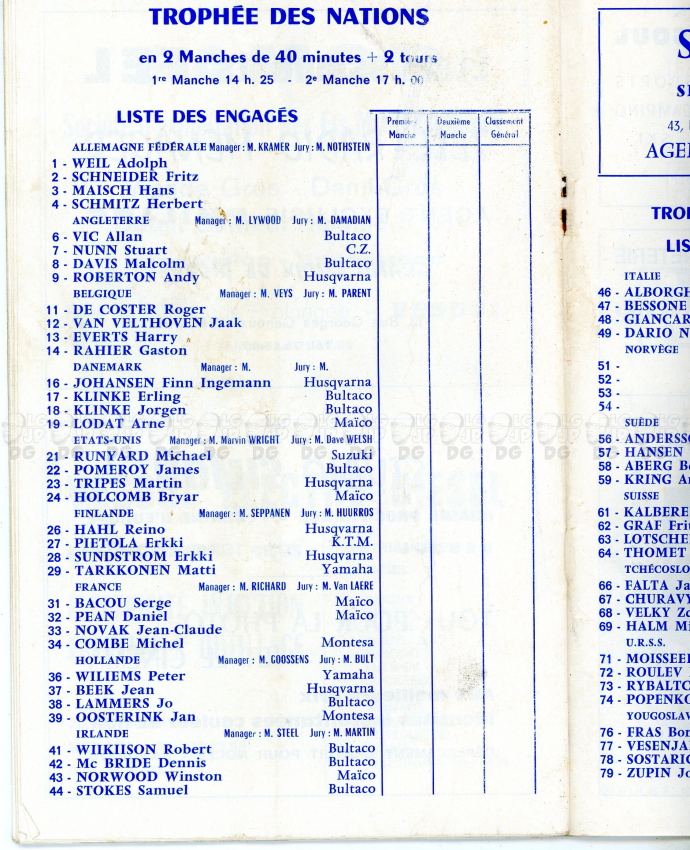 TROPHÉE DES NATIONS
en 2 Manches de 40 minutes + 2 tours
1re Manche 14 h. 25 - 2e Manche 17 h. 00
LISTE DES ENGAGÉS
Première Manche Deuxième Manche Classement Général
ALLEMAGNE FÉDÉRALE Manager : M. KRAMER Jury : M. NOTHSTEIN
1 - WEIL Adolph
2 - SCHNEIDER Fritz
3 - MAISCH Hans
4 - SCHMITZ Herbert
ANGLETERRE Manager : M. LYWOOD Jury : M. DAMADIAN
6 - VIC Allan Bultaco
7 - NUNN Stuart C.Z.
8 - DAVIS Malcolm Bultaco
9 - ROBERTON Andy Husqvarna
BELGIQUE Manager : M. VEYS Jury : M. PARENT
11 - DE COSTER Roger
12 - VAN VELTHOVEN Jaak
13 - EVERTS Harry
14 - RAHIER Gaston
DANEMARK Manager : M. Jury : M.
16 - JOHANSEN Finn Ingemann Husqvarna
17 - KLINKE Erling Bultaco
18 - KLINKE Jorgen Bultaco
19 - LODAT Arne Maïco
ETATS-UNIS Manager : M. Marvin WRIGHT Jury : M. Dave WELSH
21 - RUNYARD Michael Suzuki
22 - POMEROY James Bultaco
23 - TRIPES Martin Husqvarna
24 - HOLCOMB Bryar Maïco
FINLANDE Manager : M. SEPPANEN Jury : M. HUURROS
26 - HAHL Reino Husqvarna
27 - PIETOLA Erkki K.T.M.
28 - SUNDSTROM Erkki Husqvarna
29 - TARKKONEN Matti Yamaha
FRANCE Manager : M. RICHARD Jury : M. Van LAERE
31 - BACOU Serge Maïco
32 - PEAN Daniel Maïco
33 - NOVAK Jean-Claude
34 - COMBE Michel Montesa
HOLLANDE Manager : M. GOOSSENS Jury : M. BULT
36 - WILIEMS Peter Yamaha
37 - BEEK Jean Husqvarna
38 - LAMMERS Jo Bultaco
39 - OOSTERINK Jan Montesa
IRLANDE Manager : M. STEEL Jury : M. MARTIN
41 - WIIKIISON Robert Bultaco
42 - Mc BRIDE Dennis Bultaco
43 - NORWOOD Winston Maïco
44 - STOKES Samuel Bultaco
S
SI
43,
AGEN
TROP
LIS
ITALIE
46 - ALBORGH
47 - BESSONE
48 - GIANCAR
49 - DARIO N
NORVÈGE
51 -
52 -
53 -
54 -
SUÈDE
56 - ANDERSSO
57 - HANSEN
58 - ABERG B
59 - KRING A
SUISSE
61 - KALBERE
62 - GRAF Fri
63 - LOTSCHE
64 - THOMET
TCHÉCOSLO
66 - FALTA Ja
67 - CHURAVY
68 - VELKY Z
69 - HALM Mi
U.R.S.S.
71 - MOISSEE
72 - ROULEV
73 - RYBALTC
74 - POPENKO
YOUGOSLAV
76 - FRAS Bo
77 - VESENJA
78 - SOSTARIC
79 - ZUPIN Jo